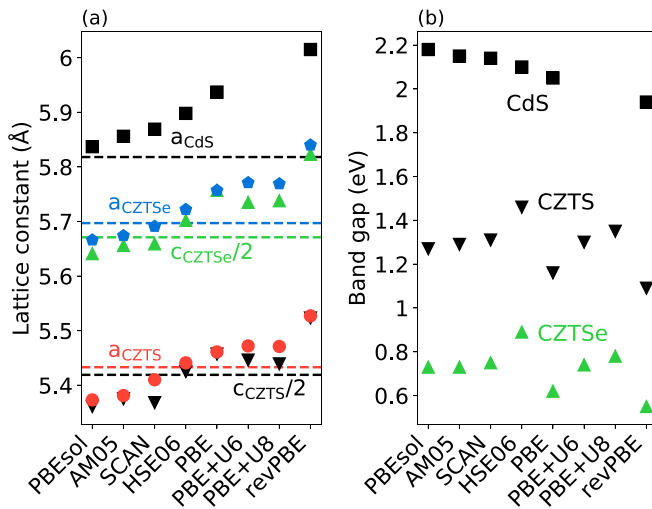 (a)
6
5.9
5.8
5.7
5.6
5.5
5.4
Lattice constant (Å)
aCdS
aCZTSe
cCZTSe/2
aCZTS
cCZTS/2
PBEsol
AM05
SCAN
HSE06
PBE
PBE+U6
PBE+U8
revPBE
(b)
2.2
2
1.8
1.6
1.4
1.2
1
0.8
0.6
Band gap (eV)
CdS
CZTS
CZTSe
PBEsol
AM05
SCAN
HSE06
PBE
PBE+U6
PBE+U8
revPBE